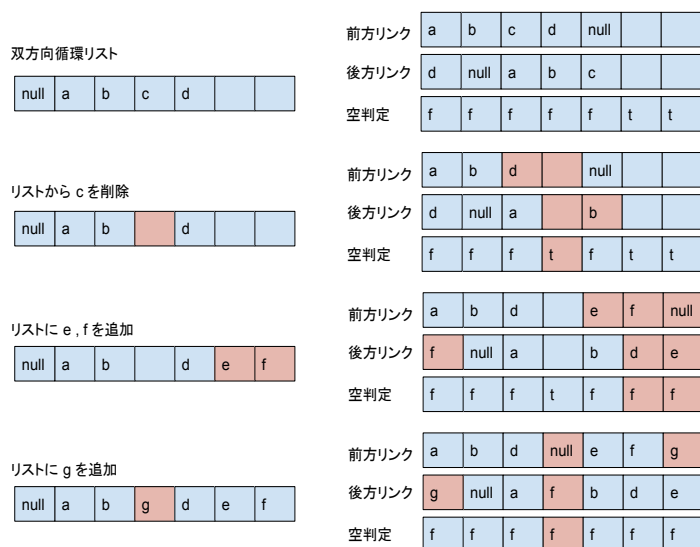 双方向循環リスト
null a b c d
前方リンク a b c d null
後方リンク d null a b c
空判定 f f f f f t t
リストから c を削除
null a b d
前方リンク a b d null
後方リンク d null a b
空判定 f f f t f t t
リストに e , f を追加
null a b d e f
前方リンク a b d e f null
後方リンク f null a b d e
空判定 f f f t f f f
リストに g を追加
null a b g d e f
前方リンク a b d null e f g
後方リンク g null a f b d e
空判定 f f f f f f f